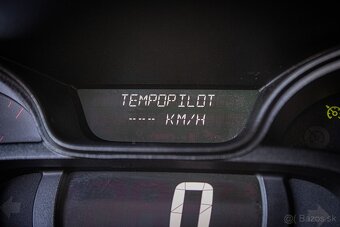 TEMPOPILOT
--- KM/H
0
© Bazos.sk